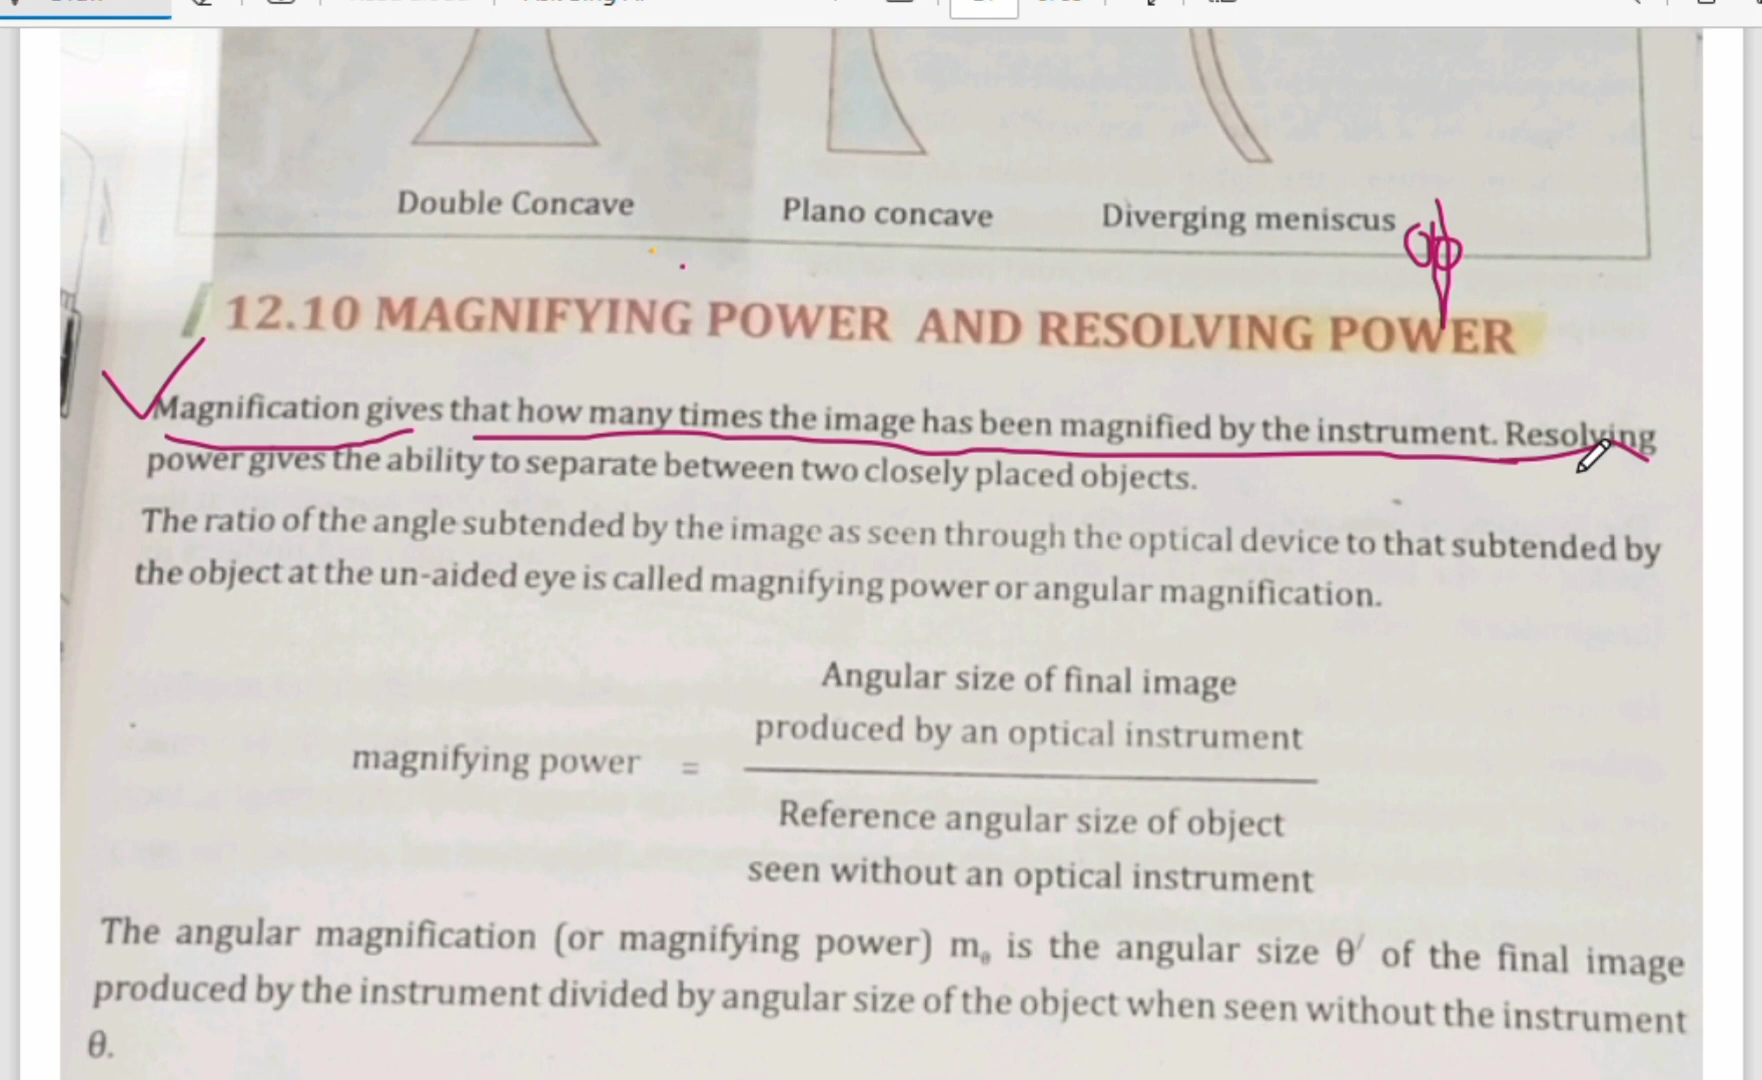 Double Concave Plano concave Diverging meniscus
12.10 MAGNIFYING POWER AND RESOLVING POWER
Magnification gives that how many times the image has been magnified by the instrument. Resolving
power gives the ability to separate between two closely placed objects.
The ratio of the angle subtended by the image as seen through the optical device to that subtended by
the object at the un-aided eye is called magnifying power or angular magnification.
Angular size of final image
produced by an optical instrument
magnifying power =
Reference angular size of object
seen without an optical instrument
The angular magnification (or magnifying power) mθ is the angular size θ′ of the final image
produced by the instrument divided by angular size of the object when seen without the instrument
θ.